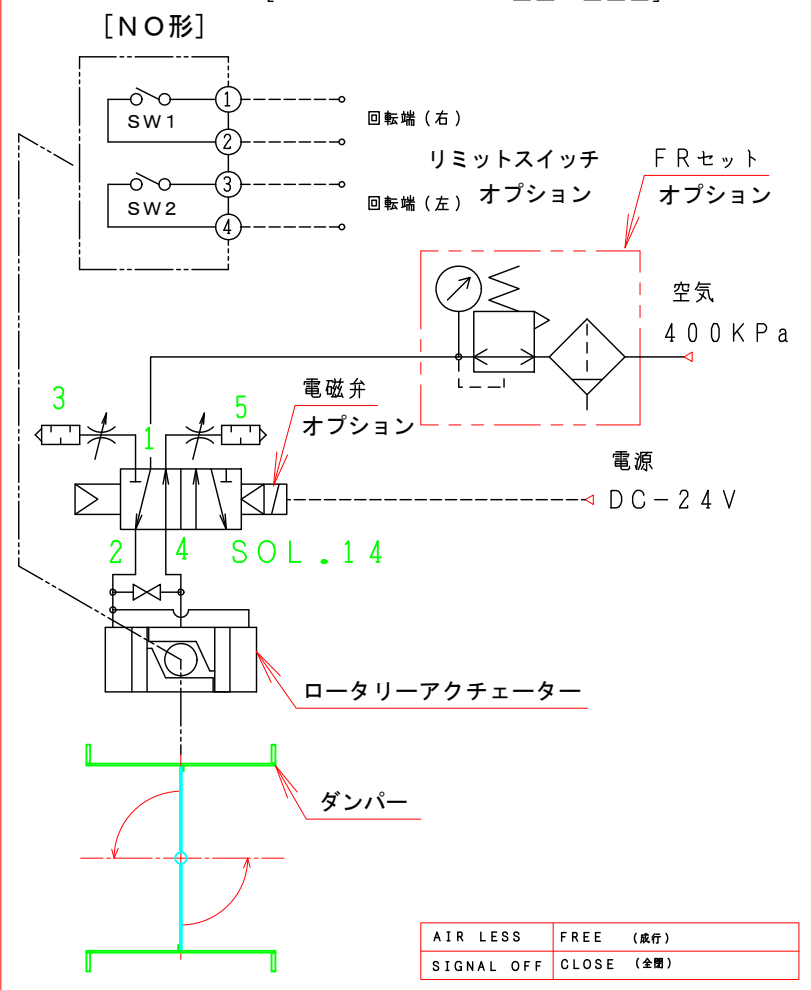 [NO形]
SW1
1
2
回転端（右）
SW2
3
4
回転端（左）
リミットスイッチ
オプション
FRセット
オプション
空気
400KPa
電磁弁
オプション
3
1
5
電源
DC-24V
2
4
SOL.14
ロータリーアクチェーター
ダンパー
AIR LESS FREE （成行）
SIGNAL OFF CLOSE （全閉）